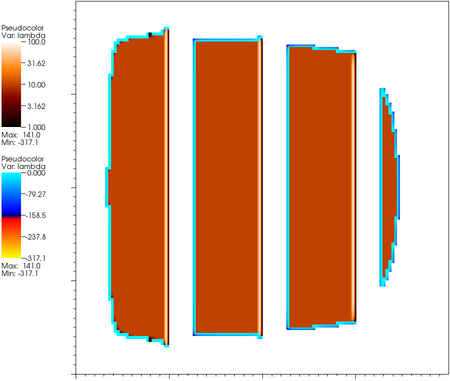 Pseudocolor
Var: lambda
100.0
31.62
10.00
3.162
1.000
Max: 141.0
Min: -317.1
Pseudocolor
Var: lambda
0.000
-79.27
-158.5
-237.8
-317.1
Max: 141.0
Min: -317.1